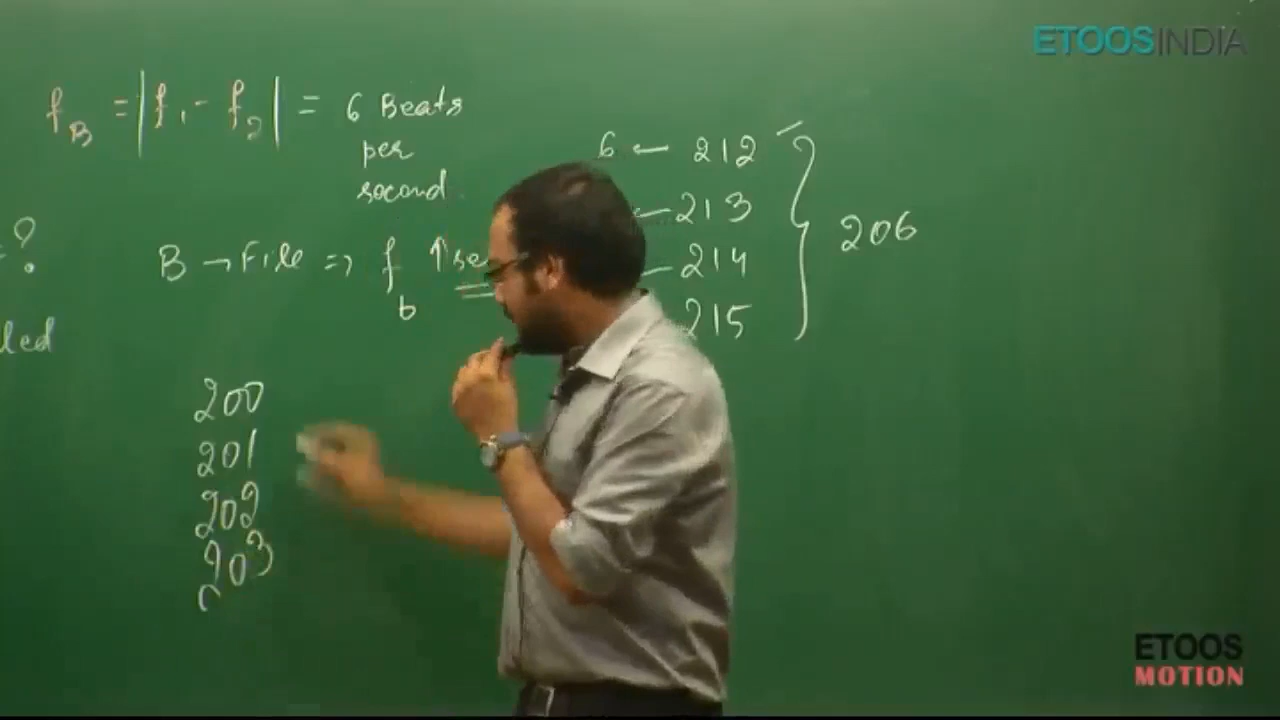 ETOOSINDIA
f_B = |f_1 - f_2| = 6 Beats
per
second
= ?
B → File => f_b ↑se
led
6 ← 212
← 213
← 214
215
206
200
201
202
203
ETOOS
MOTION